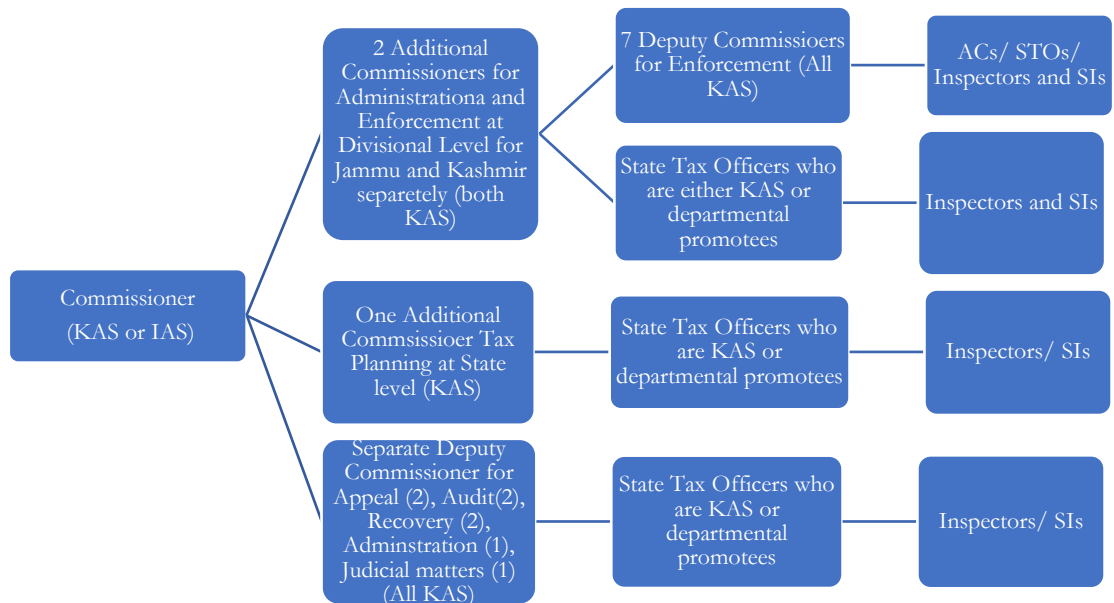 2 Additional
Commissioners for
Administrationa and
Enforcement at
Divisional Level for
Jammu and Kashmir
separetely (both
KAS)
7 Deputy Commissioers
for Enforcement (All
KAS)
ACs/ STOs/
Inspectors and SIs
State Tax Officers who
are either KAS or
departmental
promotees
Inspectors and SIs
Commissioner
(KAS or IAS)
One Additional
Commsissioer Tax
Planning at State
level (KAS)
State Tax Officers who
are KAS or
departmental promotees
Inspectors/ SIs
Separate Deputy
Commissioner for
Appeal (2), Audit(2),
Recovery (2),
Adminstration (1),
Judicial matters (1)
(All KAS)
State Tax Officers who
are KAS or
departmental
promotees
Inspectors/ SIs